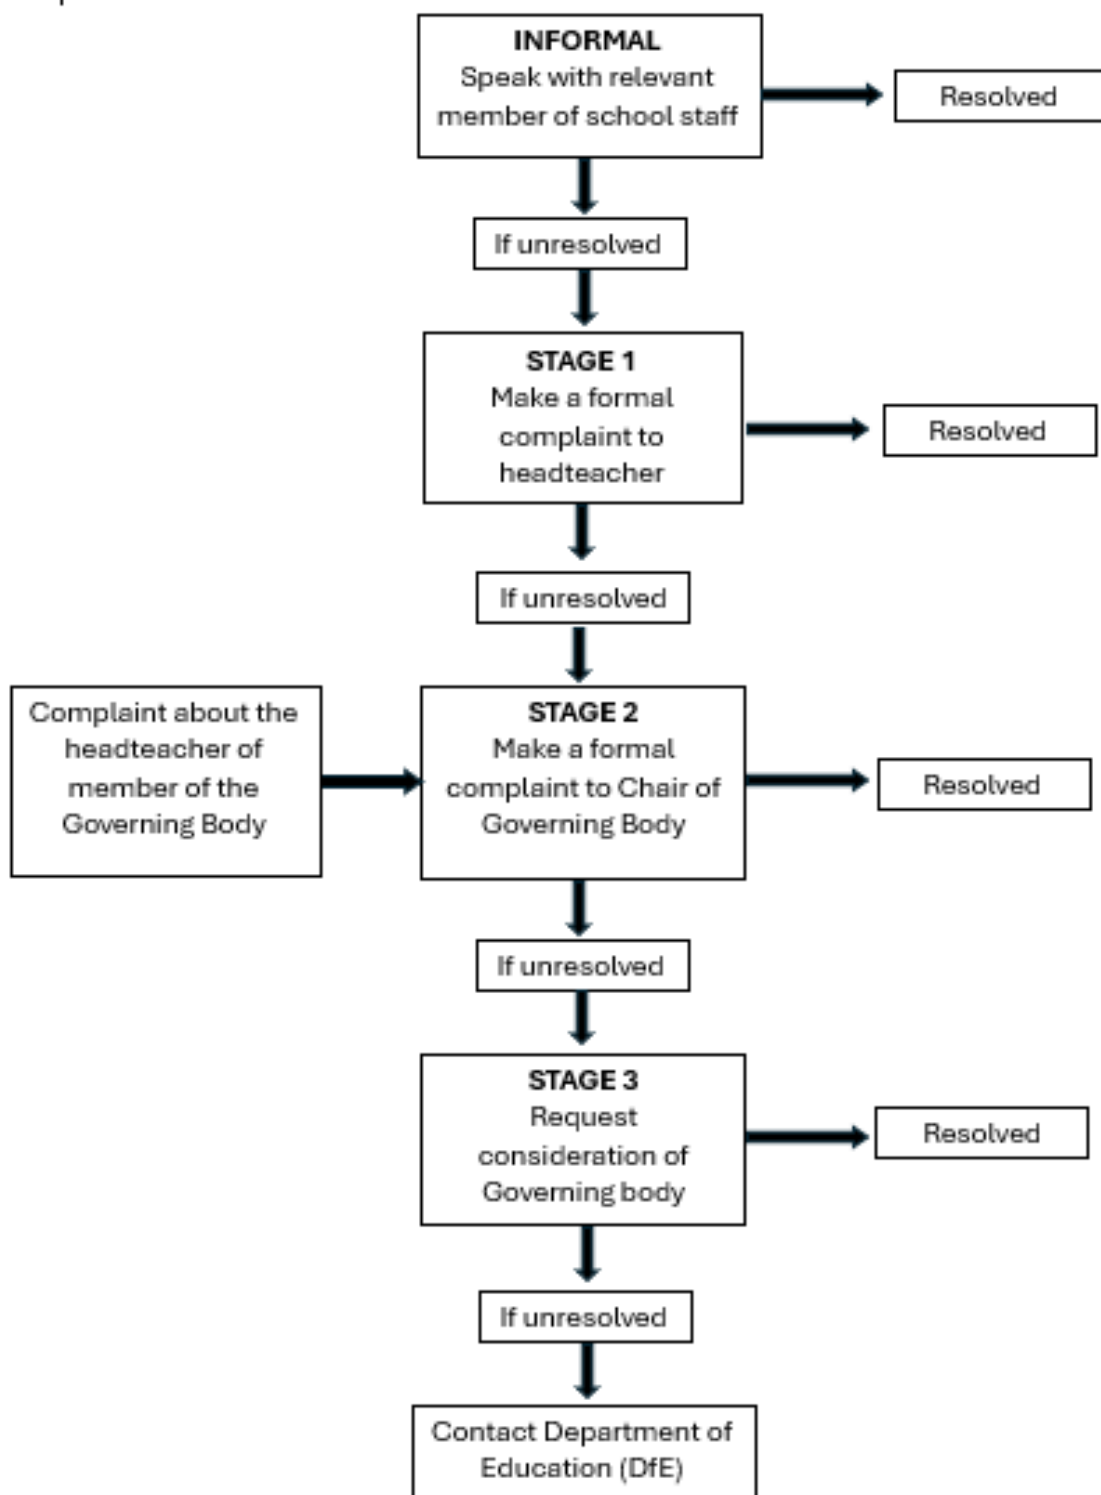 INFORMAL
Speak with relevant
member of school staff
Resolved
If unresolved
STAGE 1
Make a formal
complaint to
headteacher
Resolved
If unresolved
Complaint about the
headteacher of
member of the
Governing Body
STAGE 2
Make a formal
complaint to Chair of
Governing Body
Resolved
If unresolved
STAGE 3
Request
consideration of
Governing body
Resolved
If unresolved
Contact Department of
Education (DfE)